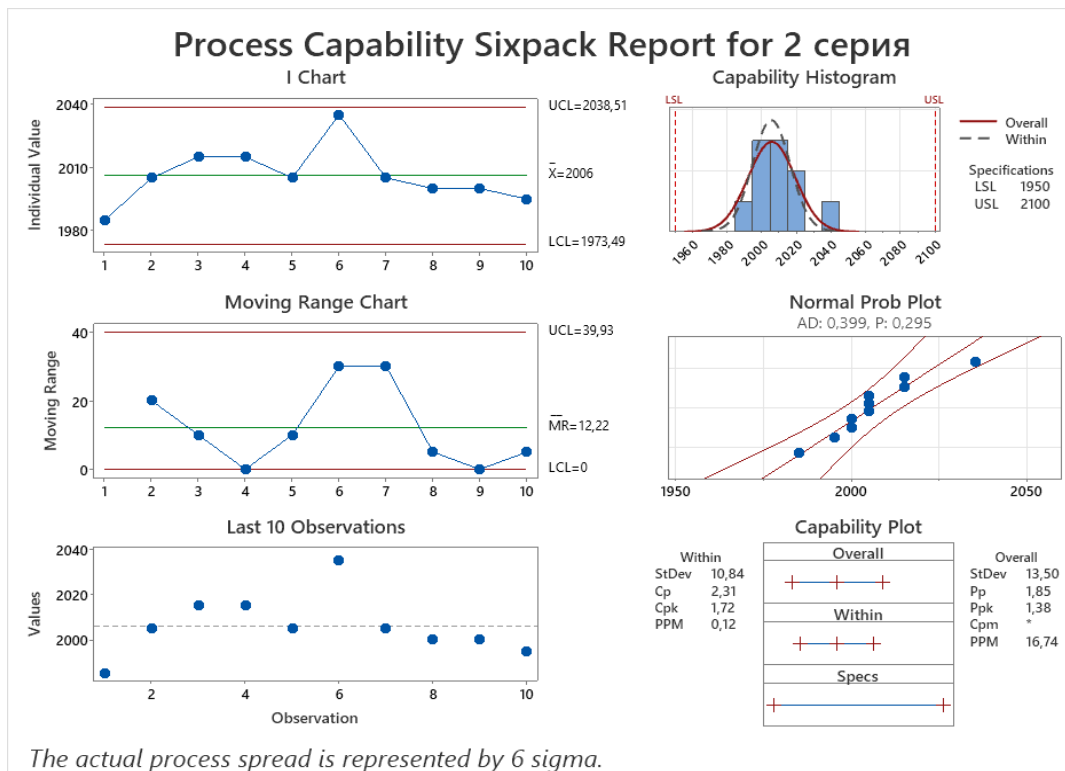 Process Capability Sixpack Report for 2 серия
I Chart
Individual Value
2040
2010
1980
UCL=2038,51
X=2006
LCL=1973,49
1 2 3 4 5 6 7 8 9 10
Capability Histogram
LSL USL
1960 1980 2000 2020 2040 2060 2080 2100
Overall
Within
Specifications
LSL 1950
USL 2100
Moving Range Chart
Moving Range
40
20
0
UCL=39,93
MR=12,22
LCL=0
1 2 3 4 5 6 7 8 9 10
Normal Prob Plot
AD: 0,399, P: 0,295
1950 2000 2050
Last 10 Observations
Values
2040
2020
2000
2 4 6 8 10
Observation
Capability Plot
Within
StDev 10,84
Cp 2,31
Cpk 1,72
PPM 0,12
Overall
Within
Specs
Overall
StDev 13,50
Pp 1,85
Ppk 1,38
Cpm *
PPM 16,74
The actual process spread is represented by 6 sigma.